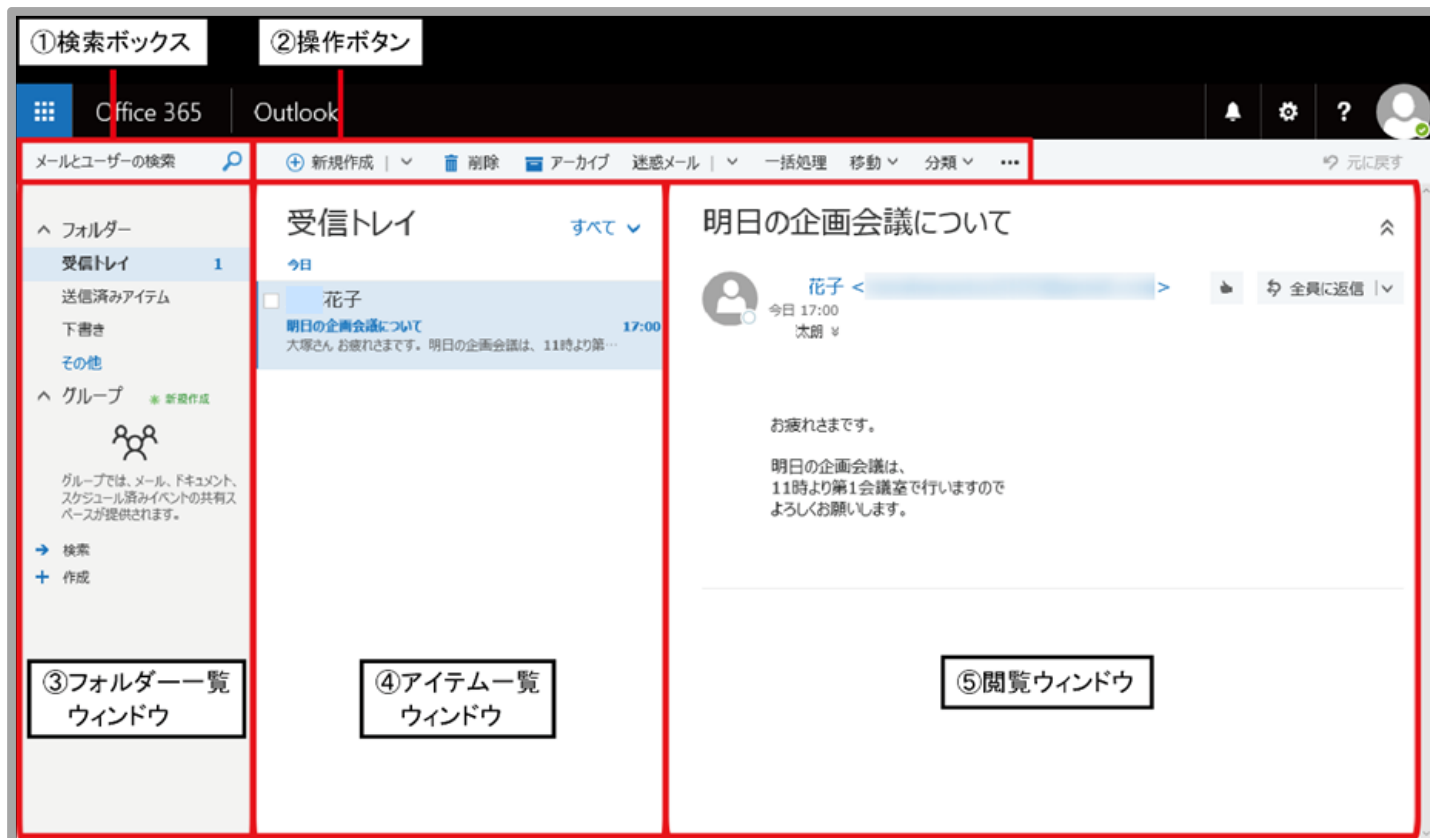 ①検索ボックス
②操作ボタン
Office 365
Outlook
?
メールとユーザーの検索
新規作成
削除
アーカイブ
迷惑メール
一括処理
移動
分類
•••
元に戻す
フォルダー
受信トレイ 1
送信済みアイテム
下書き
その他
グループ
新規作成
グループでは、メール、ドキュメント、
スケジュール済みイベントの共有ス
ペースが提供されます。
検索
作成
③フォルダー一覧
ウィンドウ
受信トレイ
すべて
今日
花子
明日の企画会議について 17:00
大塚さん お疲れさまです。明日の企画会議は、11時より第…
④アイテム一覧
ウィンドウ
明日の企画会議について
花子 < >
全員に返信
今日 17:00
太朗
お疲れさまです。
明日の企画会議は、
11時より第1会議室で行いますので
よろしくお願いします。
⑤閲覧ウィンドウ